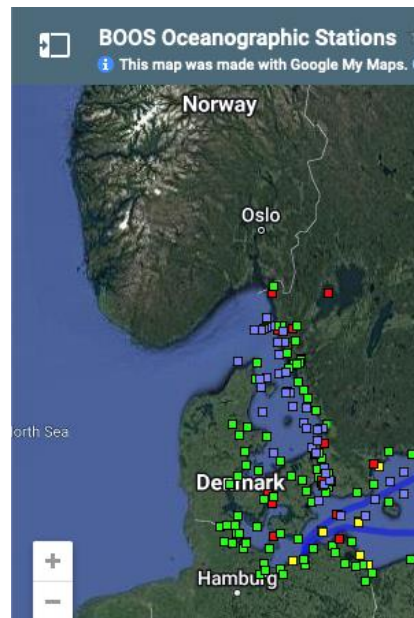 BOOS Oceanographic Stations
This map was made with Google My Maps.
Norway
Oslo
orth Sea
Denmark
Hamburg